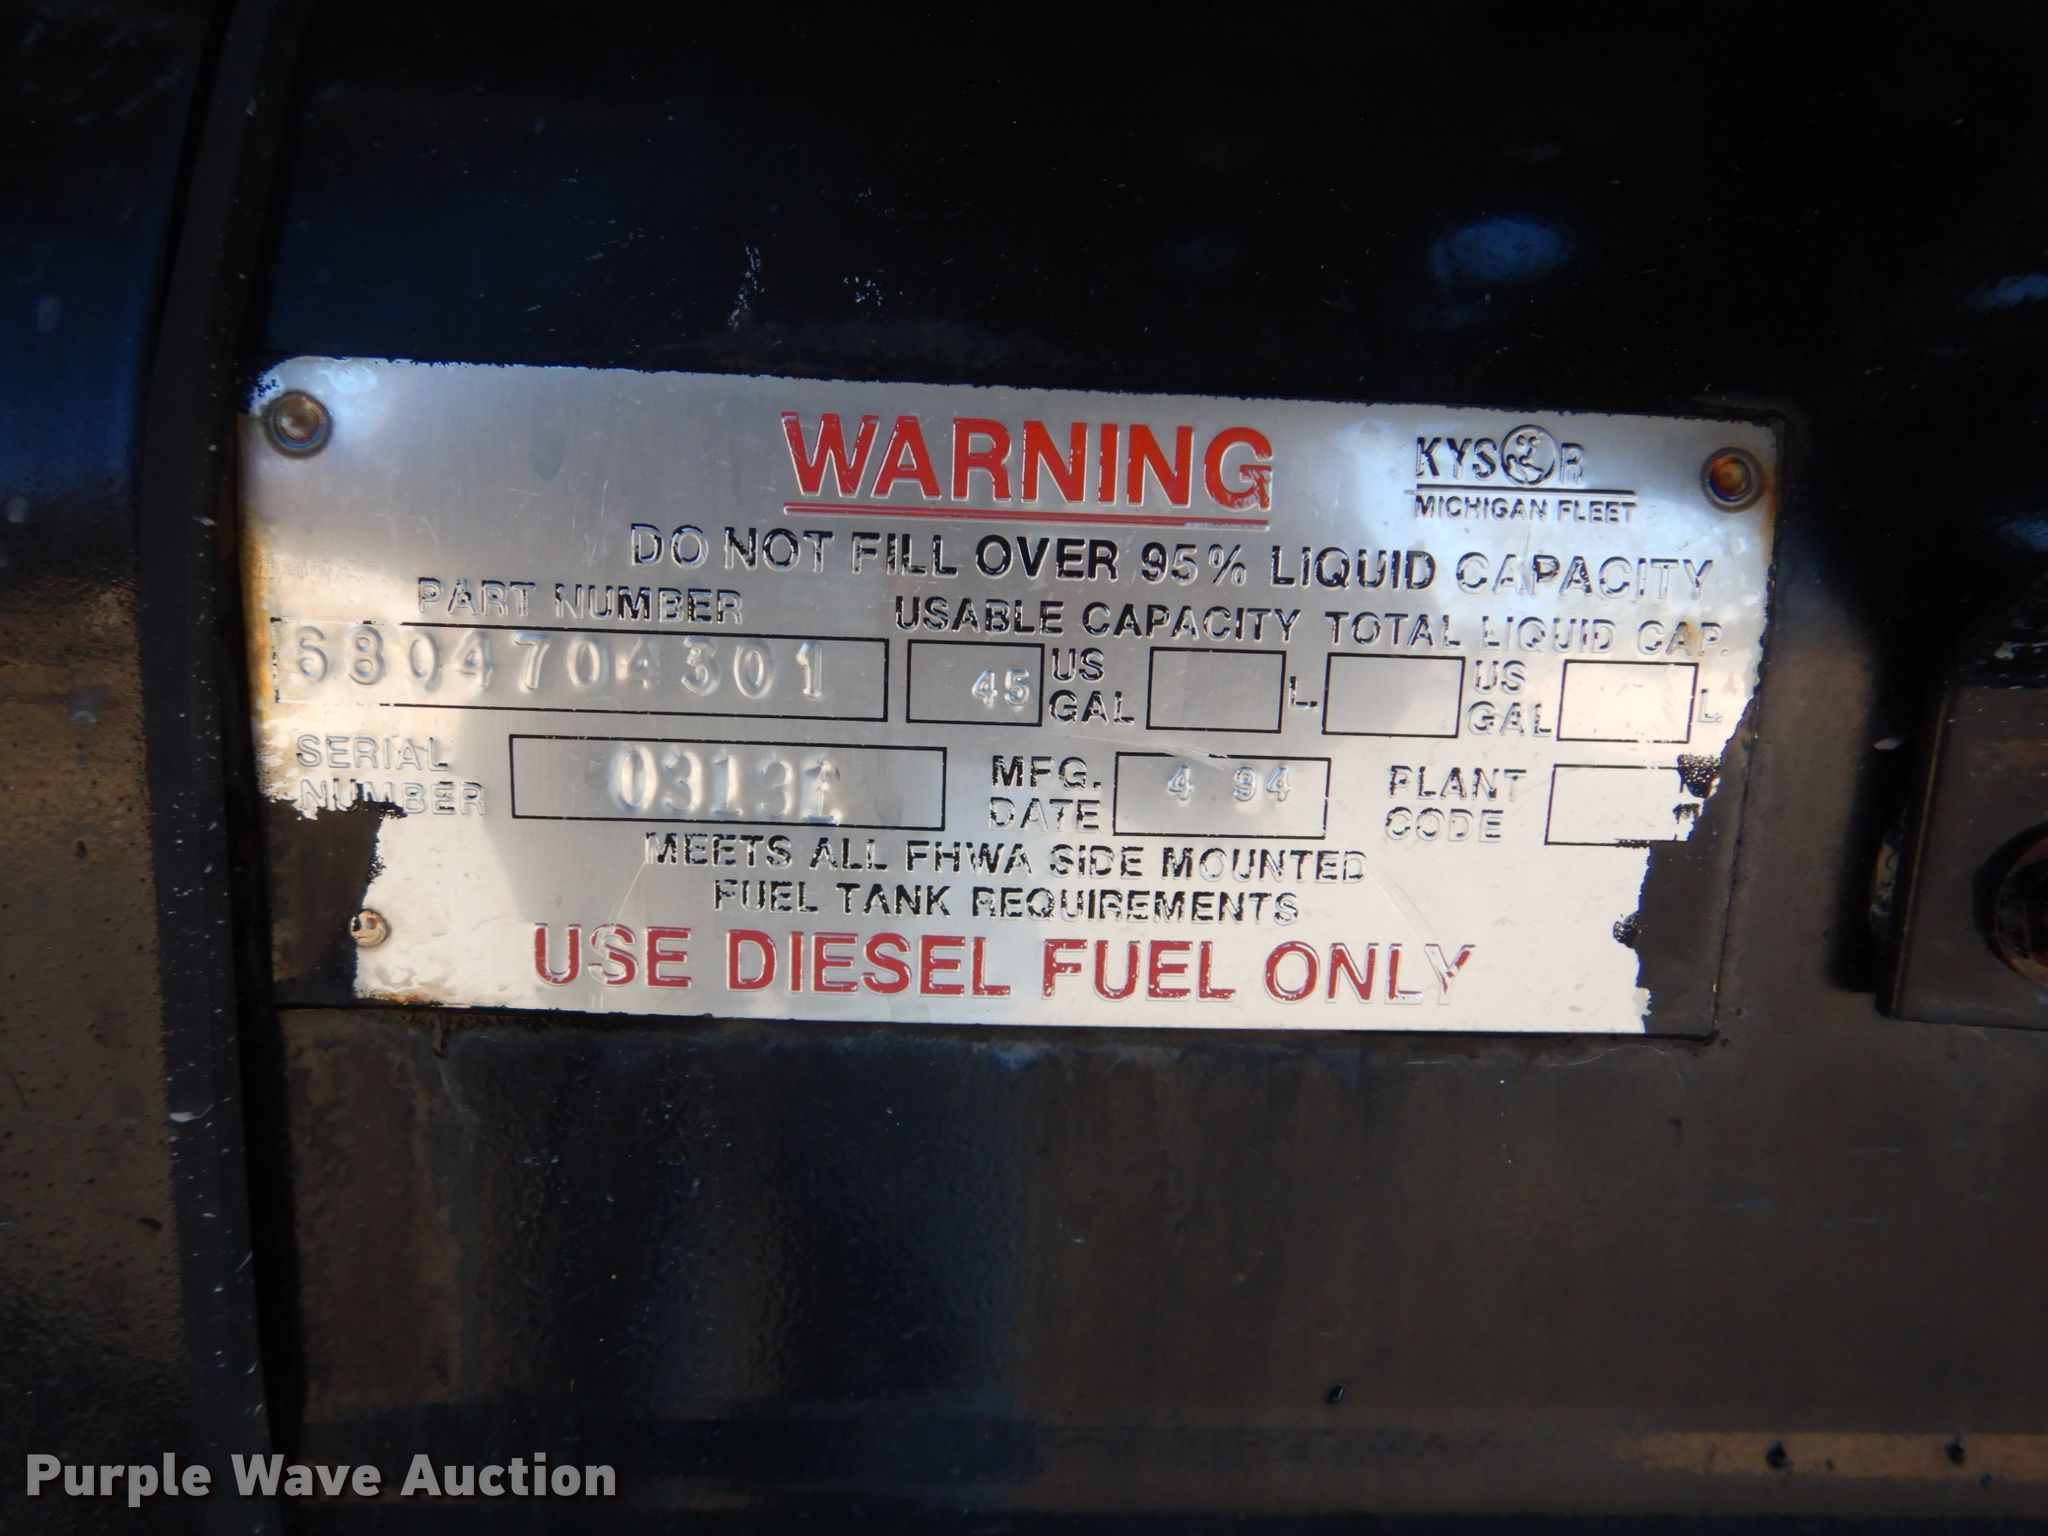 WARNING
KYSOR
MICHIGAN FLEET
DO NOT FILL OVER 95% LIQUID CAPACITY
PART NUMBER
USABLE CAPACITY TOTAL LIQUID CAP.
6804704301
45 US GAL L. US GAL L.
SERIAL NUMBER 03131 MFG. DATE 4 94 PLANT CODE
MEETS ALL FHWA SIDE MOUNTED
FUEL TANK REQUIREMENTS
USE DIESEL FUEL ONLY
Purple Wave Auction